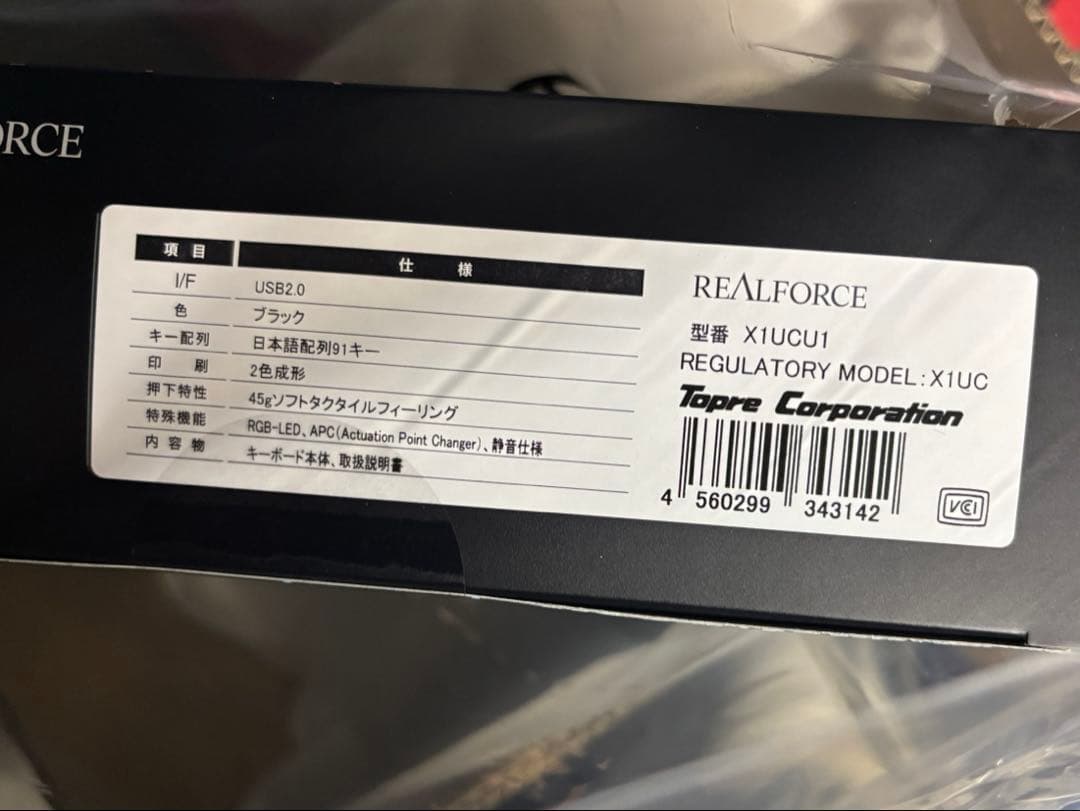 ORCE
項 目 仕 様
I/F USB2.0
色 ブラック
キー配列 日本語配列91キー
印 刷 2色成形
押下特性 45gソフトタクタイルフィーリング
特殊機能 RGB-LED、APC(Actuation Point Changer)、静音仕様
内 容 物 キーボード本体、取扱説明書
REALFORCE
型番 X1UCU1
REGULATORY MODEL:X1UC
Topre Corporation
4 560299 343142
VCI